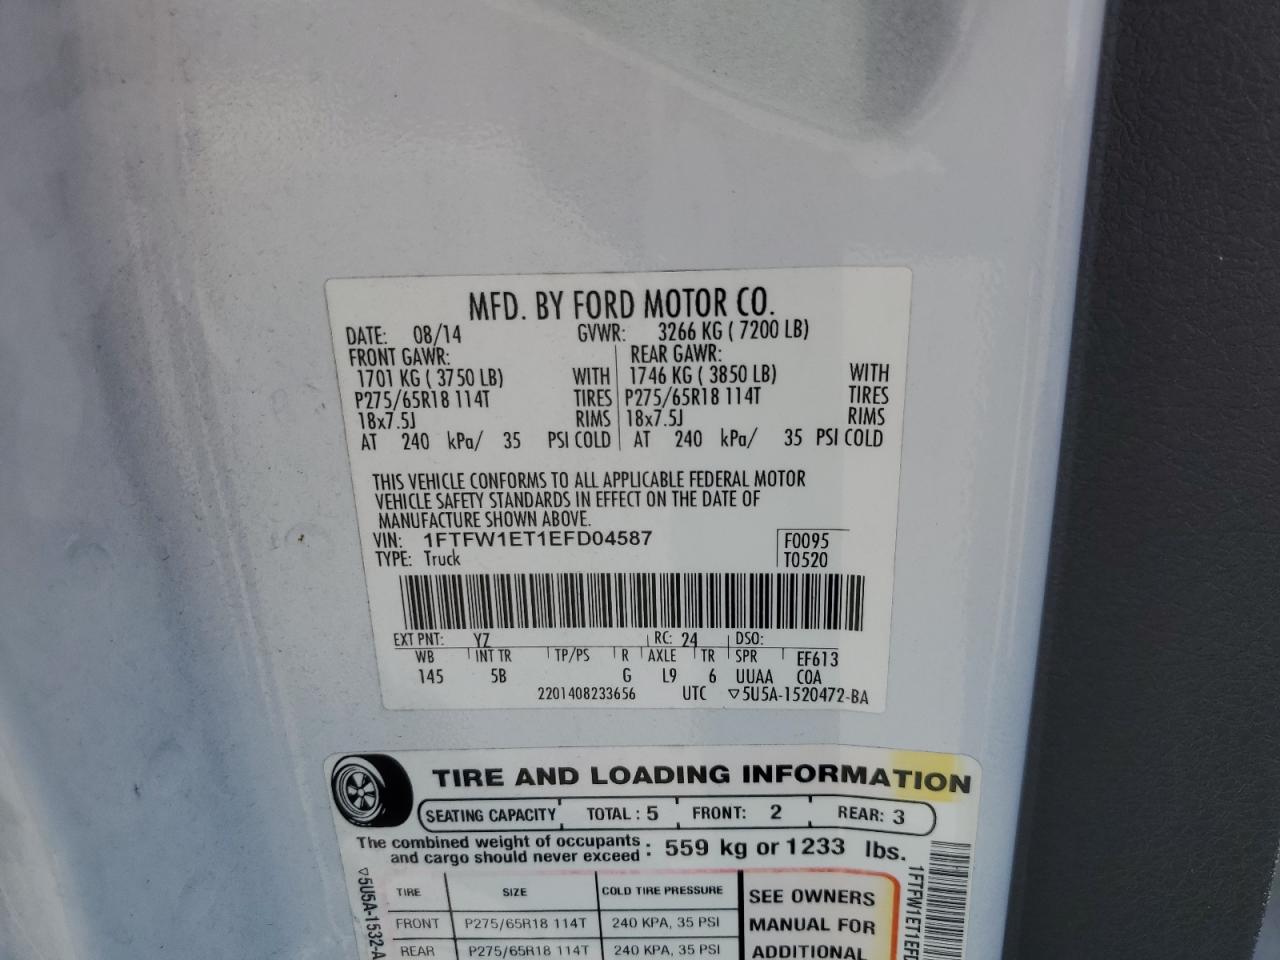 MFD. BY FORD MOTOR CO.
DATE: 08/14 GVWR: 3266 KG ( 7200 LB)
FRONT GAWR: REAR GAWR:
1701 KG ( 3750 LB) WITH 1746 KG ( 3850 LB) WITH
P275/65R18 114T TIRES P275/65R18 114T TIRES
18x7.5J RIMS 18x7.5J RIMS
AT 240 kPa/ 35 PSI COLD AT 240 kPa/ 35 PSI COLD
THIS VEHICLE CONFORMS TO ALL APPLICABLE FEDERAL MOTOR
VEHICLE SAFETY STANDARDS IN EFFECT ON THE DATE OF
MANUFACTURE SHOWN ABOVE.
VIN: 1FTFW1ET1EFD04587 F0095
TYPE: Truck T0520
EXT PNT: YZ RC: 24 DSO:
WB INT TR TP/PS R AXLE TR SPR EF613
145 5B G L9 6 UUAA COA
2201408233656 UTC ▽5U5A-1520472-BA
TIRE AND LOADING INFORMATION
SEATING CAPACITY TOTAL : 5 FRONT: 2 REAR: 3
The combined weight of occupants
and cargo should never exceed : 559 kg or 1233 lbs.
TIRE SIZE COLD TIRE PRESSURE SEE OWNERS
FRONT P275/65R18 114T 240 KPA, 35 PSI MANUAL FOR
REAR P275/65R18 114T 240 KPA, 35 PSI ADDITIONAL
▽5U5A-1532-A
1FTFW1ET1EFD